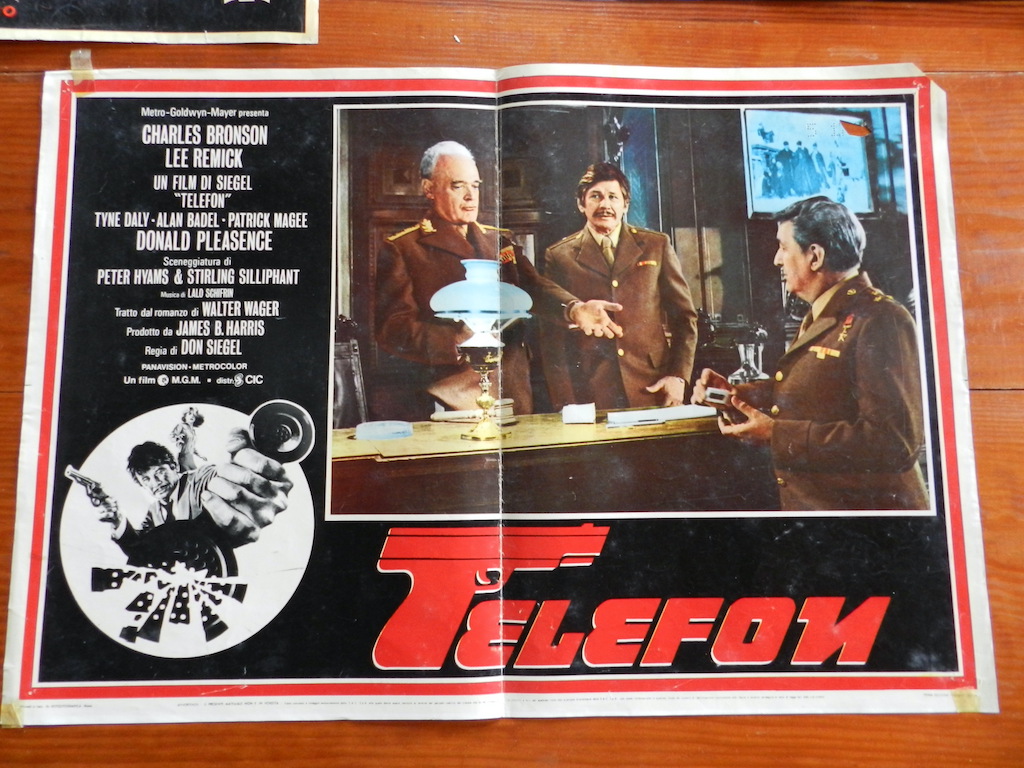 Metro-Goldwyn-Mayer presenta
CHARLES BRONSON
LEE REMICK
UN FILM DI SIEGEL
"TELEFON"
TYNE DALY • ALAN BADEL • PATRICK MAGEE
DONALD PLEASENCE
Sceneggiatura di
PETER HYAMS & STIRLING SILLIPHANT
Musica di LALO SCHIFRIN
Tratto dal romanzo di WALTER WAGER
Prodotto da JAMES B. HARRIS
Regia di DON SIEGEL
PANAVISION • METROCOLOR
Un film M.G.M. • distr. CIC
TELEFON